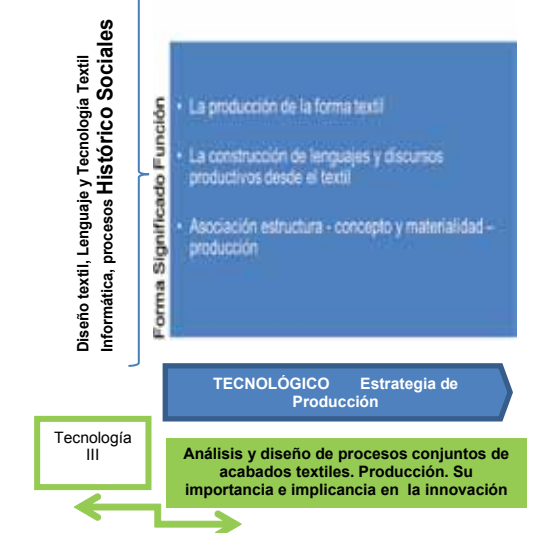 Diseño textil, Lenguaje y Tecnología Textil
Informática, procesos Histórico Sociales
Forma Significado Función
• La producción de la forma textil
• La construcción de lenguajes y discursos
productivos desde el textil
• Asociación estructura - concepto y materialidad –
producción
TECNOLÓGICO Estrategia de
Producción
Tecnología
III
Análisis y diseño de procesos conjuntos de
acabados textiles. Producción. Su
importancia e implicancia en la innovación